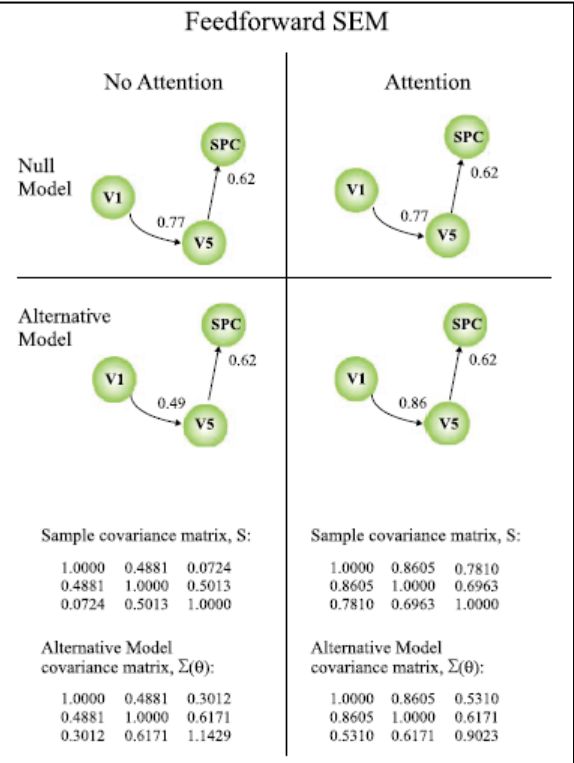 Feedforward SEM
No Attention
Attention
Null
Model
V1
0.77
V5
SPC
0.62
V1
0.77
V5
SPC
0.62
Alternative
Model
V1
0.49
V5
SPC
0.62
V1
0.86
V5
SPC
0.62
Sample covariance matrix, S:
1.0000 0.4881 0.0724
0.4881 1.0000 0.5013
0.0724 0.5013 1.0000
Alternative Model
covariance matrix, Σ(θ):
1.0000 0.4881 0.3012
0.4881 1.0000 0.6171
0.3012 0.6171 1.1429
Sample covariance matrix, S:
1.0000 0.8605 0.7810
0.8605 1.0000 0.6963
0.7810 0.6963 1.0000
Alternative Model
covariance matrix, Σ(θ):
1.0000 0.8605 0.5310
0.8605 1.0000 0.6171
0.5310 0.6171 0.9023